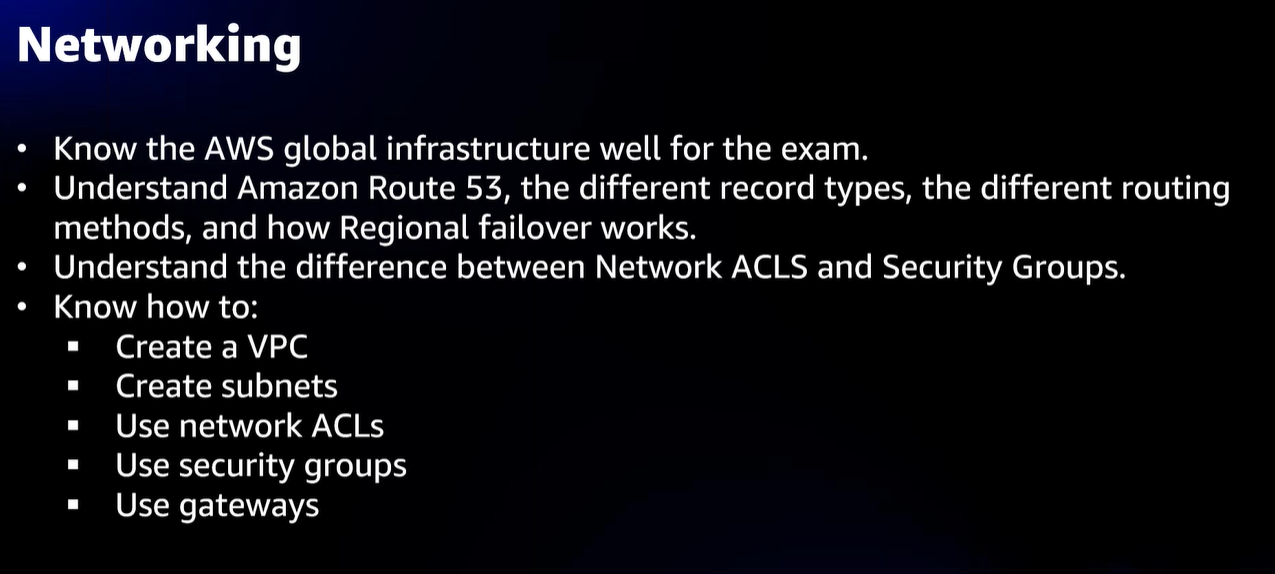 Networking
• Know the AWS global infrastructure well for the exam.
• Understand Amazon Route 53, the different record types, the different routing
methods, and how Regional failover works.
• Understand the difference between Network ACLS and Security Groups.
• Know how to:
▪ Create a VPC
▪ Create subnets
▪ Use network ACLs
▪ Use security groups
▪ Use gateways